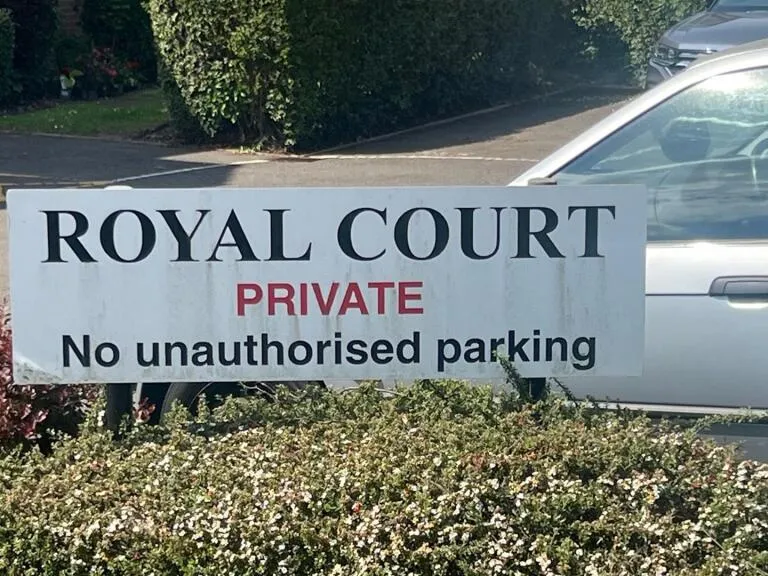 ROYAL COURT
PRIVATE
No unauthorised parking